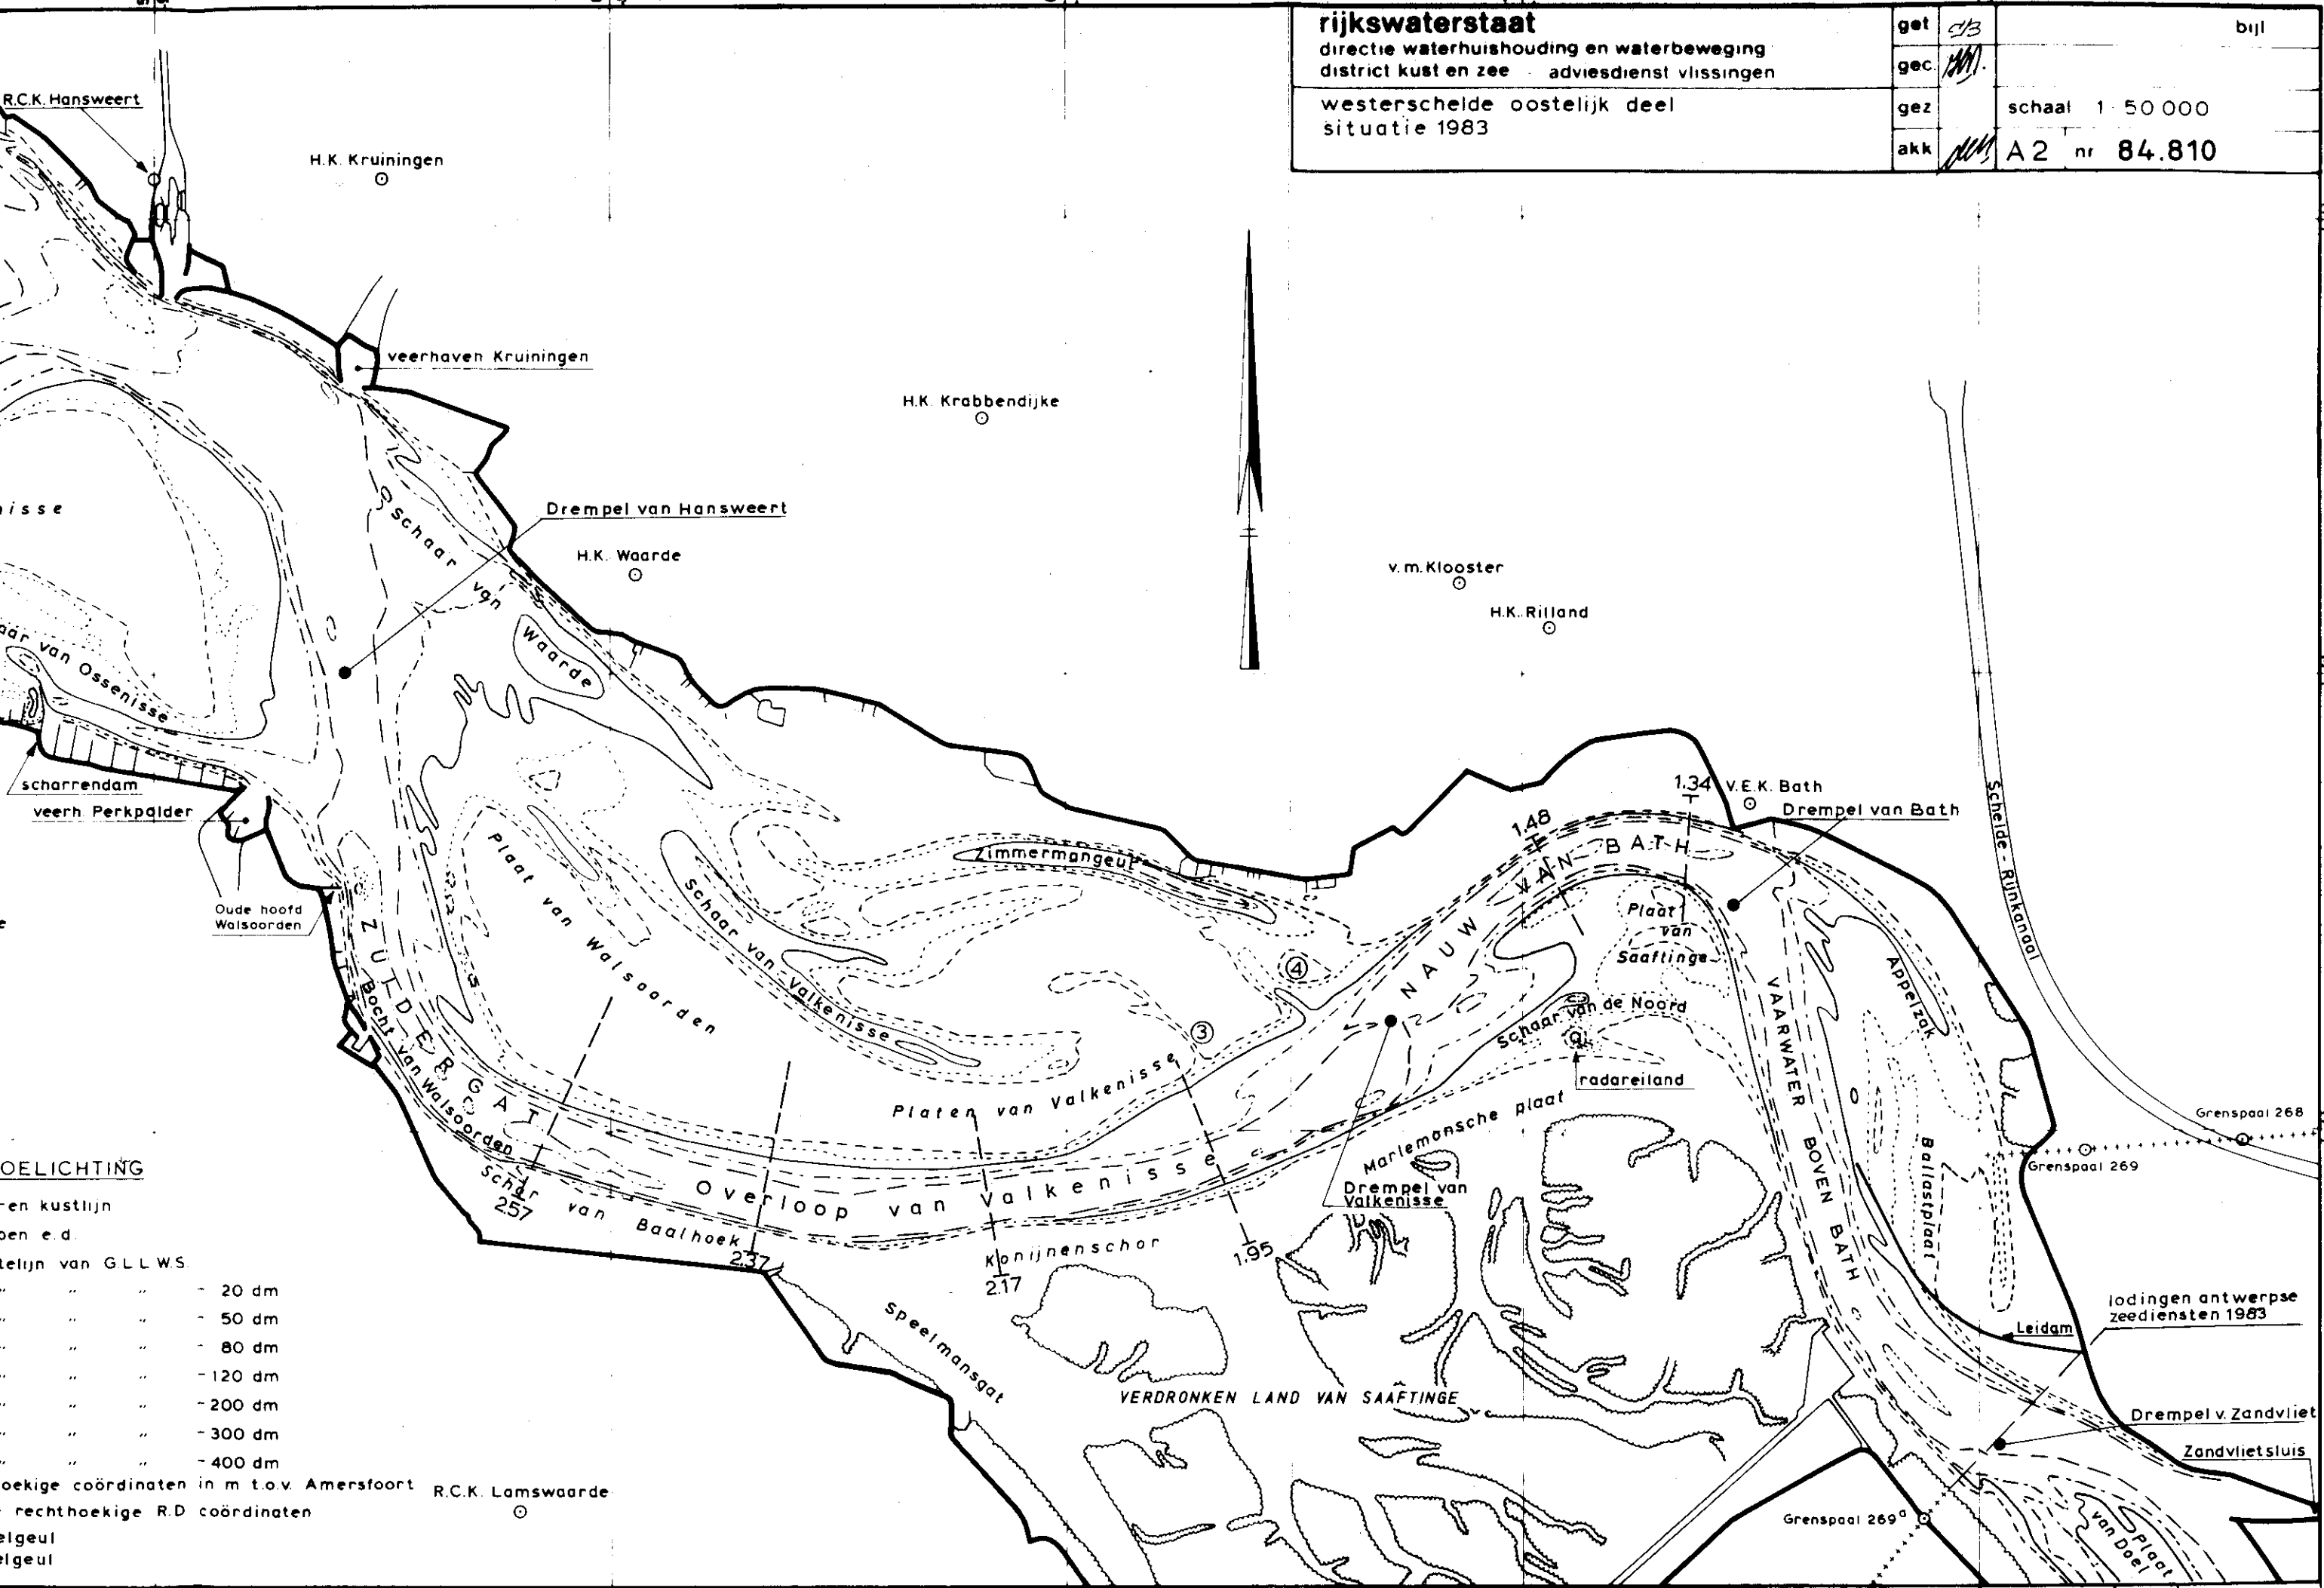 rijkswaterstaat
directie waterhuishouding en waterbeweging
district kust en zee - adviesdienst vlissingen
westerschelde oostelijk deel
situatie 1983
get
bijl
gec.
gez
schaal 1 50 000
akk
A 2 nr 84.810
R.C.K. Hansweert
H.K. Kruiningen
veerhaven Kruiningen
H.K. Krabbendijke
Drempel van Hansweert
H.K. Waarde
v.m. Klooster
H.K. Rilland
Schaar van Waarde
van Ossenisse
scharrendam
veerh. Perkpolder
Oude hoofd
Walsoorden
ZUIDERGAT
Bocht van Walsoorden
Plaat van Walsoorden
Schaar van Valkenisse
Zimmermangeul
Platen van Valkenisse
3
4
1.48
1.34
V.E.K. Bath
Drempel van Bath
NAUW VAN BATH
Plaat
van
Saaftinge
Schaar van de Noord
radareiland
Appelzak
VAARWATER BOVEN BATH
Ballastplaat
Schelde - Rijnkanaal
Grenspaal 268
Grenspaal 269
Marlemonsche plaat
Drempel van
Valkenisse
Overloop van Valkenisse
Schor van Baalhoek
2.57
2.37
2.17
1.95
Konijnenschor
Speelmansgat
VERDRONKEN LAND VAN SAAFTINGE
lodingen antwerpse
zeediensten 1983
Leidam
Drempel v. Zandvliet
Zandvlietsluis
Grenspaal 269ª
Plaat
van Doel
OELICHTING
en kustlijn
e.d.
van G.L.L.W.S.
" " " - 20 dm
" " " - 50 dm
" " " - 80 dm
" " " - 120 dm
" " " - 200 dm
" " " - 300 dm
" " " - 400 dm
oekige coördinaten in m t.o.v. Amersfoort
rechthoekige R.D coördinaten
elgeul
elgeul
R.C.K. Lamswaarde